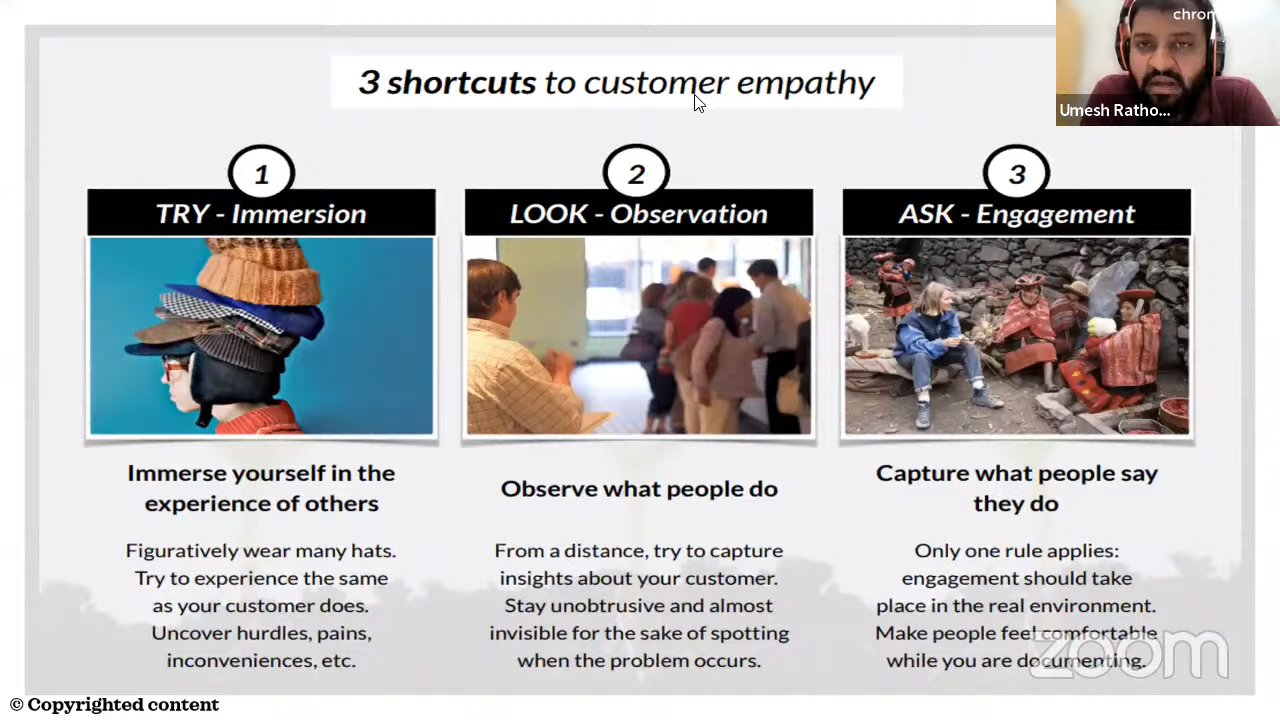 3 shortcuts to customer empathy
chrom
Umesh Ratho...
1
TRY - Immersion
Immerse yourself in the
experience of others
Figuratively wear many hats.
Try to experience the same
as your customer does.
Uncover hurdles, pains,
inconveniences, etc.
2
LOOK - Observation
Observe what people do
From a distance, try to capture
insights about your customer.
Stay unobtrusive and almost
invisible for the sake of spotting
when the problem occurs.
3
ASK - Engagement
Capture what people say
they do
Only one rule applies:
engagement should take
place in the real environment.
Make people feel comfortable
while you are documenting.
zoom
© Copyrighted content